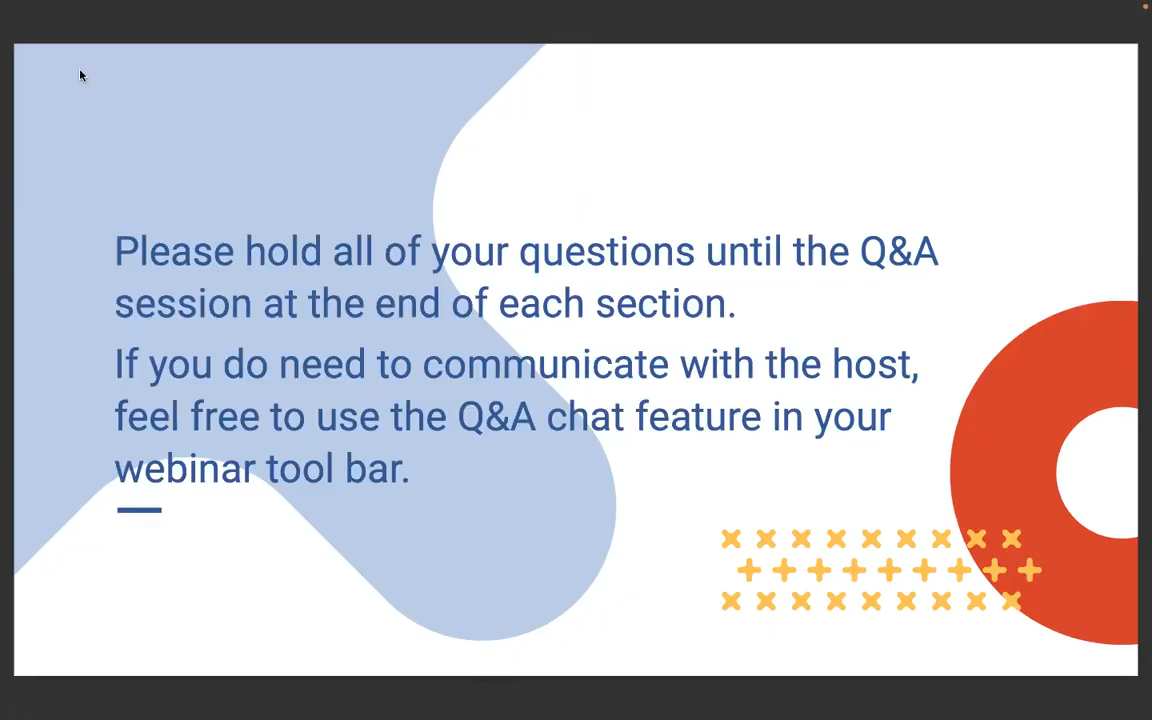 Please hold all of your questions until the Q&A
session at the end of each section.
If you do need to communicate with the host,
feel free to use the Q&A chat feature in your
webinar tool bar.